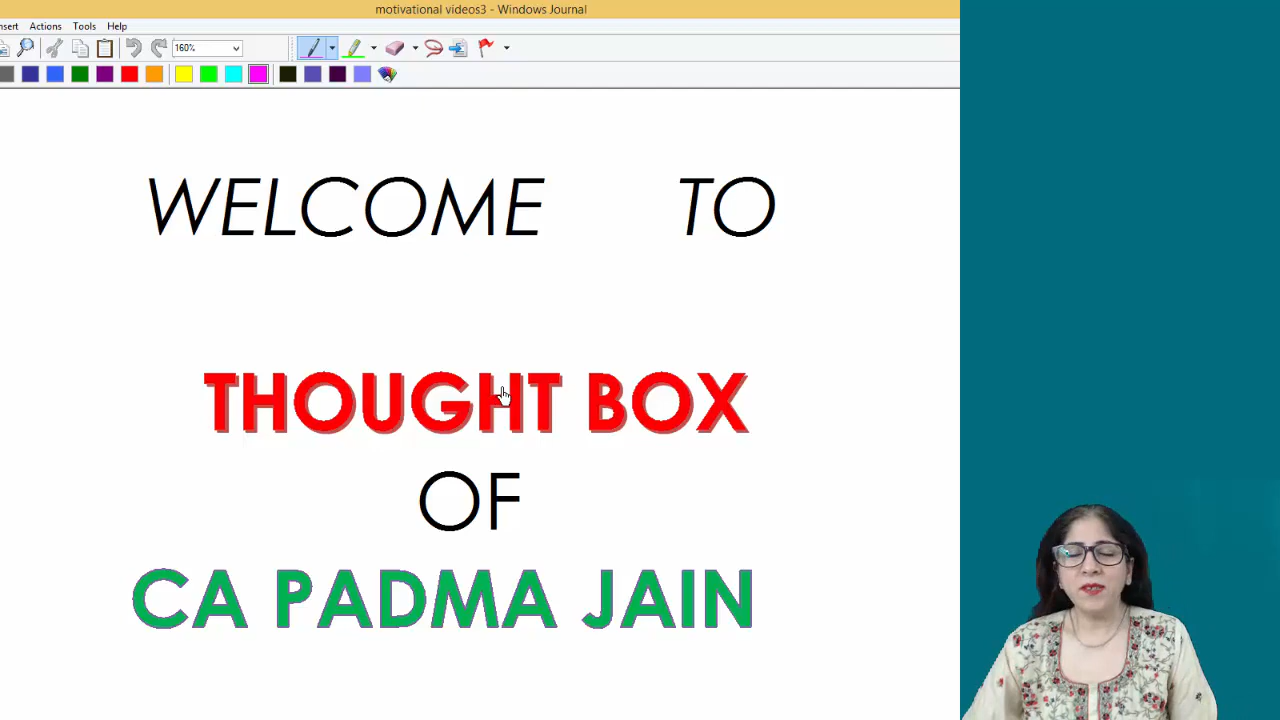 motivational videos3 - Windows Journal
nsert Actions Tools Help
160%
WELCOME TO
THOUGHT BOX
OF
CA PADMA JAIN